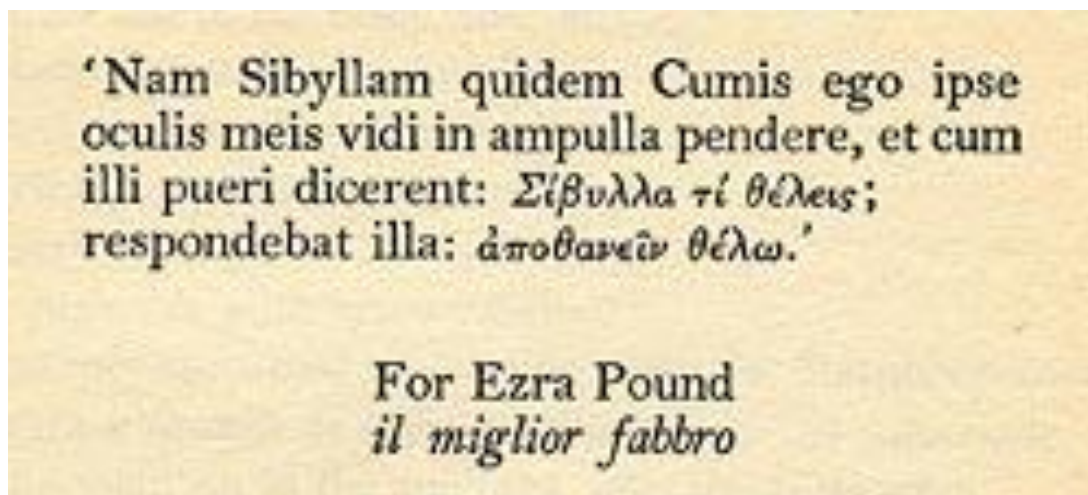 ‘Nam Sibyllam quidem Cumis ego ipse
oculis meis vidi in ampulla pendere, et cum
illi pueri dicerent: Σίβυλλα τί θέλεις;
respondebat illa: ἀποθανεῖν θέλω.’
For Ezra Pound
il miglior fabbro